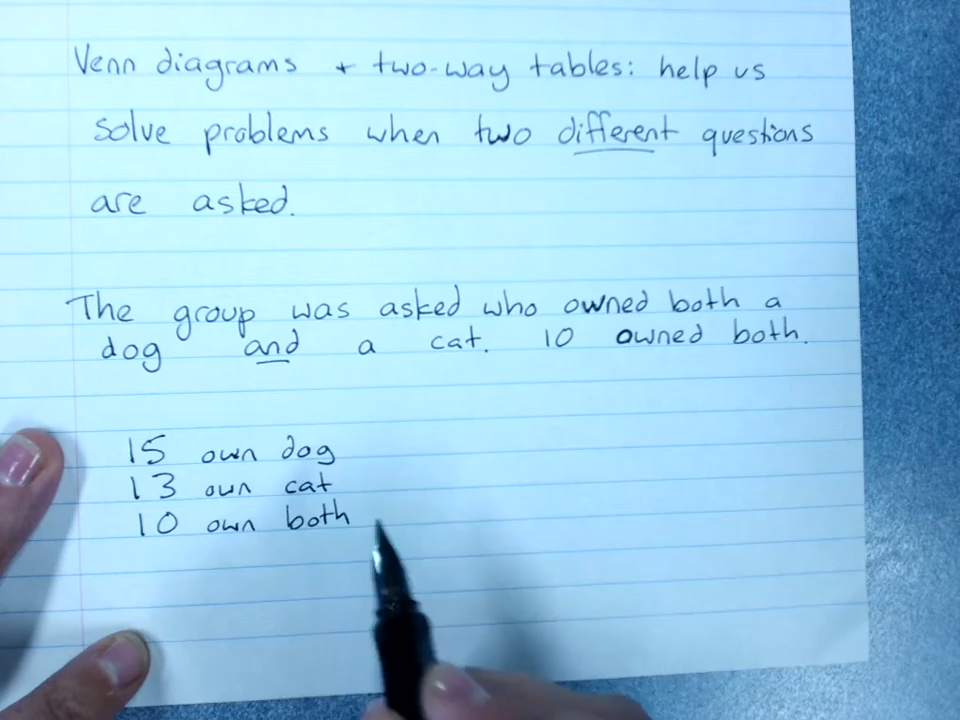 Venn diagrams + two-way tables: help us
solve problems when two different questions
are asked.
The group was asked who owned both a
dog and a cat. 10 owned both.
15 own dog
13 own cat
10 own both